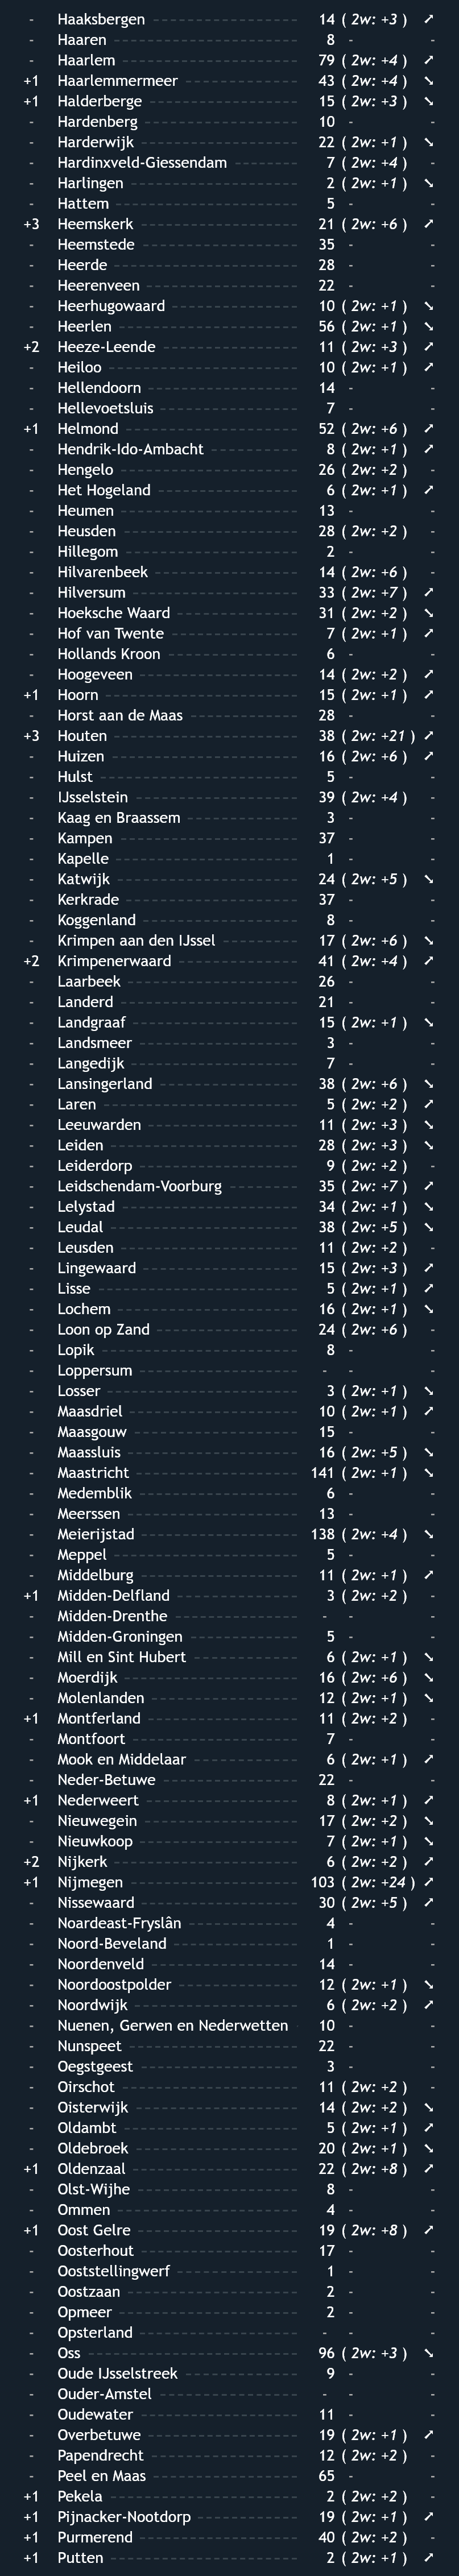 - Haaksbergen 14 ( 2w: +3 ) ↗
- Haaren 8 - -
- Haarlem 79 ( 2w: +4 ) ↗
+1 Haarlemmermeer 43 ( 2w: +4 ) ↘
+1 Halderberge 15 ( 2w: +3 ) ↘
- Hardenberg 10 - -
- Harderwijk 22 ( 2w: +1 ) ↘
- Hardinxveld-Giessendam 7 ( 2w: +4 ) -
- Harlingen 2 ( 2w: +1 ) ↘
- Hattem 5 - -
+3 Heemskerk 21 ( 2w: +6 ) ↗
- Heemstede 35 - -
- Heerde 28 - -
- Heerenveen 22 - -
- Heerhugowaard 10 ( 2w: +1 ) ↘
- Heerlen 56 ( 2w: +1 ) ↘
+2 Heeze-Leende 11 ( 2w: +3 ) ↗
- Heiloo 10 ( 2w: +1 ) ↗
- Hellendoorn 14 - -
- Hellevoetsluis 7 - -
+1 Helmond 52 ( 2w: +6 ) ↗
- Hendrik-Ido-Ambacht 8 ( 2w: +1 ) ↗
- Hengelo 26 ( 2w: +2 ) -
- Het Hogeland 6 ( 2w: +1 ) ↗
- Heumen 13 - -
- Heusden 28 ( 2w: +2 ) -
- Hillegom 2 - -
- Hilvarenbeek 14 ( 2w: +6 ) -
- Hilversum 33 ( 2w: +7 ) ↗
- Hoeksche Waard 31 ( 2w: +2 ) ↘
- Hof van Twente 7 ( 2w: +1 ) ↗
- Hollands Kroon 6 - -
- Hoogeveen 14 ( 2w: +2 ) ↗
+1 Hoorn 15 ( 2w: +1 ) ↗
- Horst aan de Maas 28 - -
+3 Houten 38 ( 2w: +21 ) ↗
- Huizen 16 ( 2w: +6 ) ↗
- Hulst 5 - -
- IJsselstein 39 ( 2w: +4 ) -
- Kaag en Braassem 3 - -
- Kampen 37 - -
- Kapelle 1 - -
- Katwijk 24 ( 2w: +5 ) ↘
- Kerkrade 37 - -
- Koggenland 8 - -
- Krimpen aan den IJssel 17 ( 2w: +6 ) ↘
+2 Krimpenerwaard 41 ( 2w: +4 ) ↗
- Laarbeek 26 - -
- Landerd 21 - -
- Landgraaf 15 ( 2w: +1 ) ↘
- Landsmeer 3 - -
- Langedijk 7 - -
- Lansingerland 38 ( 2w: +6 ) ↘
- Laren 5 ( 2w: +2 ) ↗
- Leeuwarden 11 ( 2w: +3 ) ↘
- Leiden 28 ( 2w: +3 ) ↘
- Leiderdorp 9 ( 2w: +2 ) -
- Leidschendam-Voorburg 35 ( 2w: +7 ) ↗
- Lelystad 34 ( 2w: +1 ) ↘
- Leudal 38 ( 2w: +5 ) ↘
- Leusden 11 ( 2w: +2 ) -
- Lingewaard 15 ( 2w: +3 ) ↗
- Lisse 5 ( 2w: +1 ) ↗
- Lochem 16 ( 2w: +1 ) ↘
- Loon op Zand 24 ( 2w: +6 ) -
- Lopik 8 - -
- Loppersum - - -
- Losser 3 ( 2w: +1 ) ↘
- Maasdriel 10 ( 2w: +1 ) ↗
- Maasgouw 15 - -
- Maassluis 16 ( 2w: +5 ) ↘
- Maastricht 141 ( 2w: +1 ) ↘
- Medemblik 6 - -
- Meerssen 13 - -
- Meierijstad 138 ( 2w: +4 ) ↘
- Meppel 5 - -
- Middelburg 11 ( 2w: +1 ) ↗
+1 Midden-Delfland 3 ( 2w: +2 ) -
- Midden-Drenthe - - -
- Midden-Groningen 5 - -
- Mill en Sint Hubert 6 ( 2w: +1 ) ↘
- Moerdijk 16 ( 2w: +6 ) ↘
- Molenlanden 12 ( 2w: +1 ) ↘
+1 Montferland 11 ( 2w: +2 ) -
- Montfoort 7 - -
- Mook en Middelaar 6 ( 2w: +1 ) ↗
- Neder-Betuwe 22 - -
+1 Nederweert 8 ( 2w: +1 ) ↗
- Nieuwegein 17 ( 2w: +2 ) ↘
- Nieuwkoop 7 ( 2w: +1 ) ↘
+2 Nijkerk 6 ( 2w: +2 ) ↗
+1 Nijmegen 103 ( 2w: +24 ) ↗
- Nissewaard 30 ( 2w: +5 ) ↗
- Noardeast-Fryslân 4 - -
- Noord-Beveland 1 - -
- Noordenveld 14 - -
- Noordoostpolder 12 ( 2w: +1 ) ↘
- Noordwijk 6 ( 2w: +2 ) ↗
- Nuenen, Gerwen en Nederwetten 10 - -
- Nunspeet 22 - -
- Oegstgeest 3 - -
- Oirschot 11 ( 2w: +2 ) -
- Oisterwijk 14 ( 2w: +2 ) ↘
- Oldambt 5 ( 2w: +1 ) ↗
- Oldebroek 20 ( 2w: +1 ) ↘
+1 Oldenzaal 22 ( 2w: +8 ) ↗
- Olst-Wijhe 8 - -
- Ommen 4 - -
+1 Oost Gelre 19 ( 2w: +8 ) ↗
- Oosterhout 17 - -
- Ooststellingwerf 1 - -
- Oostzaan 2 - -
- Opmeer 2 - -
- Opsterland - - -
- Oss 96 ( 2w: +3 ) ↘
- Oude IJsselstreek 9 - -
- Ouder-Amstel - - -
- Oudewater 11 - -
- Overbetuwe 19 ( 2w: +1 ) ↗
- Papendrecht 12 ( 2w: +2 ) -
- Peel en Maas 65 - -
+1 Pekela 2 ( 2w: +2 ) -
+1 Pijnacker-Nootdorp 19 ( 2w: +1 ) ↗
+1 Purmerend 40 ( 2w: +2 ) -
+1 Putten 2 ( 2w: +1 ) ↗